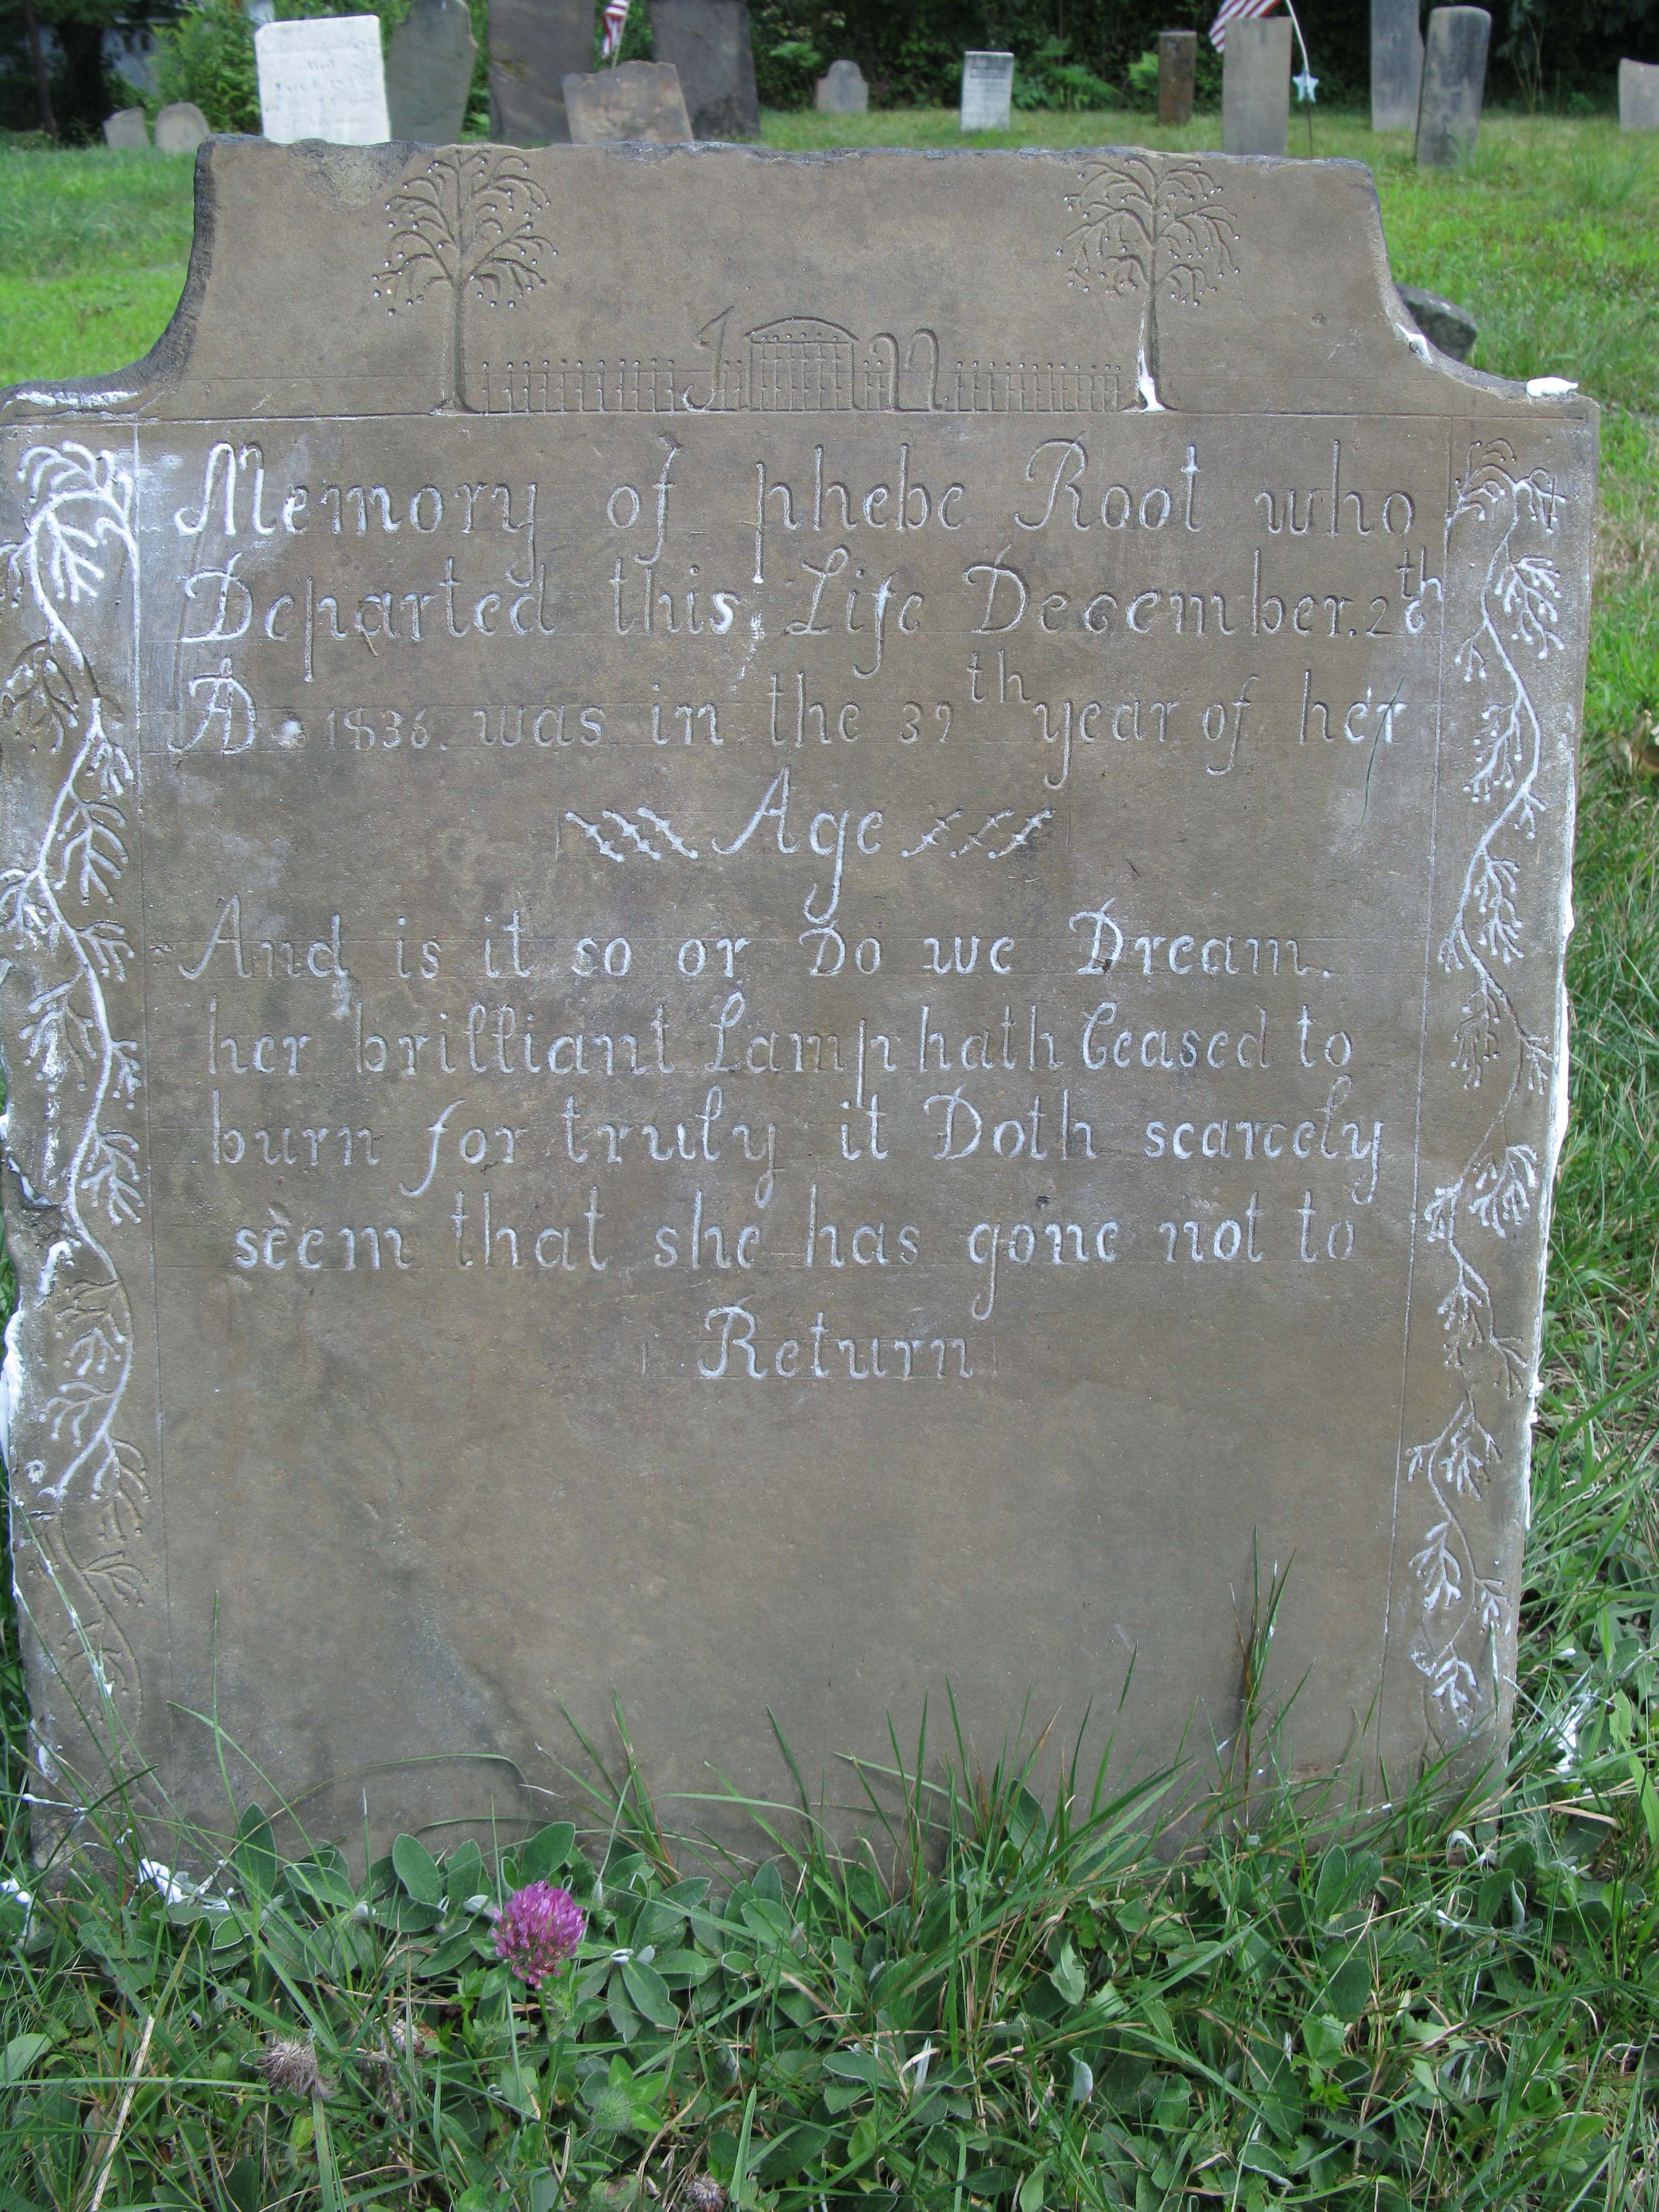 In
Memory of phebe Root who
Departed this Life December. 26th
AD. 1836. was in the 39th year of her
Age
And is it so or Do we Dream.
her brilliant Lamp hath Ceased to
burn for truly it Doth scarcely
seem that she has gone not to
Return